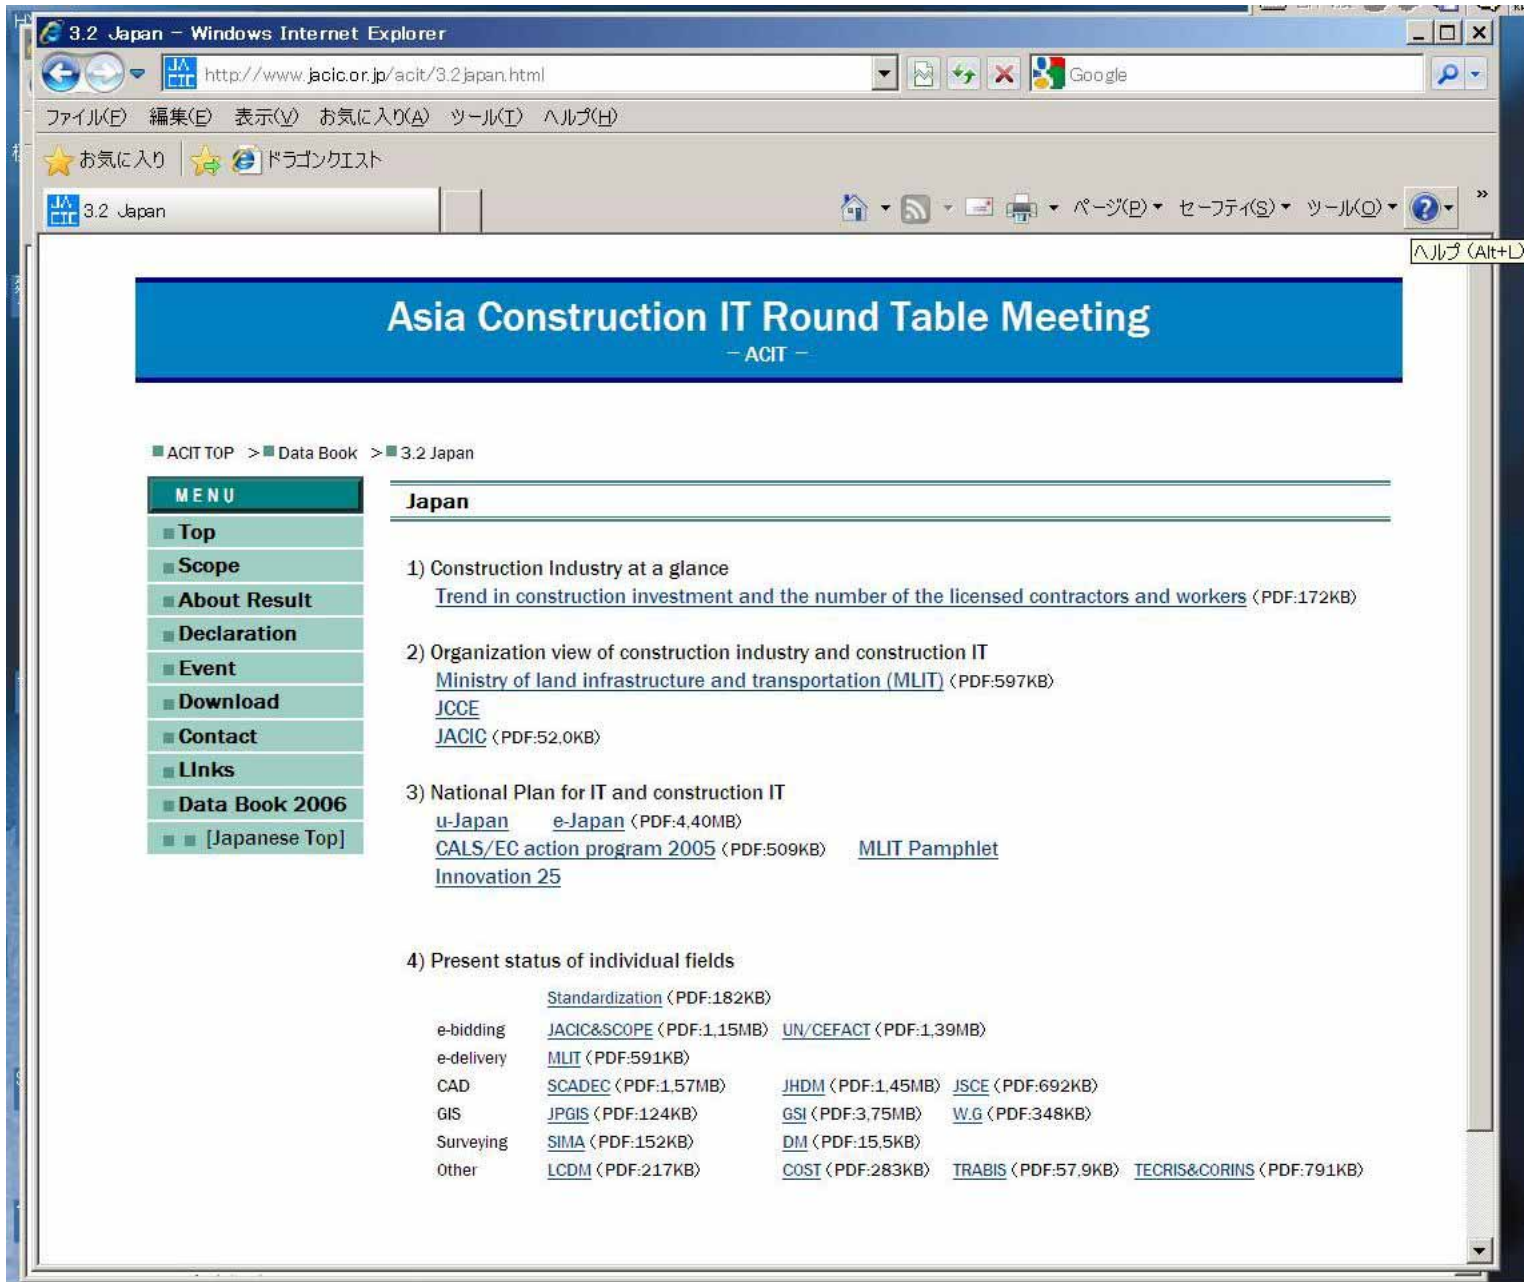 3.2 Japan - Windows Internet Explorer
http://www.jacic.or.jp/acit/3.2japan.html
Google
ファイル(F) 編集(E) 表示(V) お気に入り(A) ツール(T) ヘルプ(H)
お気に入り ドラゴンクエスト
3.2 Japan
ページ(P) セーフティ(S) ツール(O) »
ヘルプ (Alt+L)
Asia Construction IT Round Table Meeting
− ACIT −
ACIT TOP > Data Book > 3.2 Japan
MENU
Top
Scope
About Result
Declaration
Event
Download
Contact
LInks
Data Book 2006
[Japanese Top]
Japan
1) Construction Industry at a glance
Trend in construction investment and the number of the licensed contractors and workers (PDF:172KB)
2) Organization view of construction industry and construction IT
Ministry of land infrastructure and transportation (MLIT) (PDF:597KB)
JCCE
JACIC (PDF:52,0KB)
3) National Plan for IT and construction IT
u-Japan e-Japan (PDF:4,40MB)
CALS/EC action program 2005 (PDF:509KB) MLIT Pamphlet
Innovation 25
4) Present status of individual fields
Standardization (PDF:182KB)
e-bidding JACIC&SCOPE (PDF:1,15MB) UN/CEFACT (PDF:1,39MB)
e-delivery MLIT (PDF:591KB)
CAD SCADEC (PDF:1,57MB) JHDM (PDF:1,45MB) JSCE (PDF:692KB)
GIS JPGIS (PDF:124KB) GSI (PDF:3,75MB) W.G (PDF:348KB)
Surveying SIMA (PDF:152KB) DM (PDF:15,5KB)
Other LCDM (PDF:217KB) COST (PDF:283KB) TRABIS (PDF:57,9KB) TECRIS&CORINS (PDF:791KB)